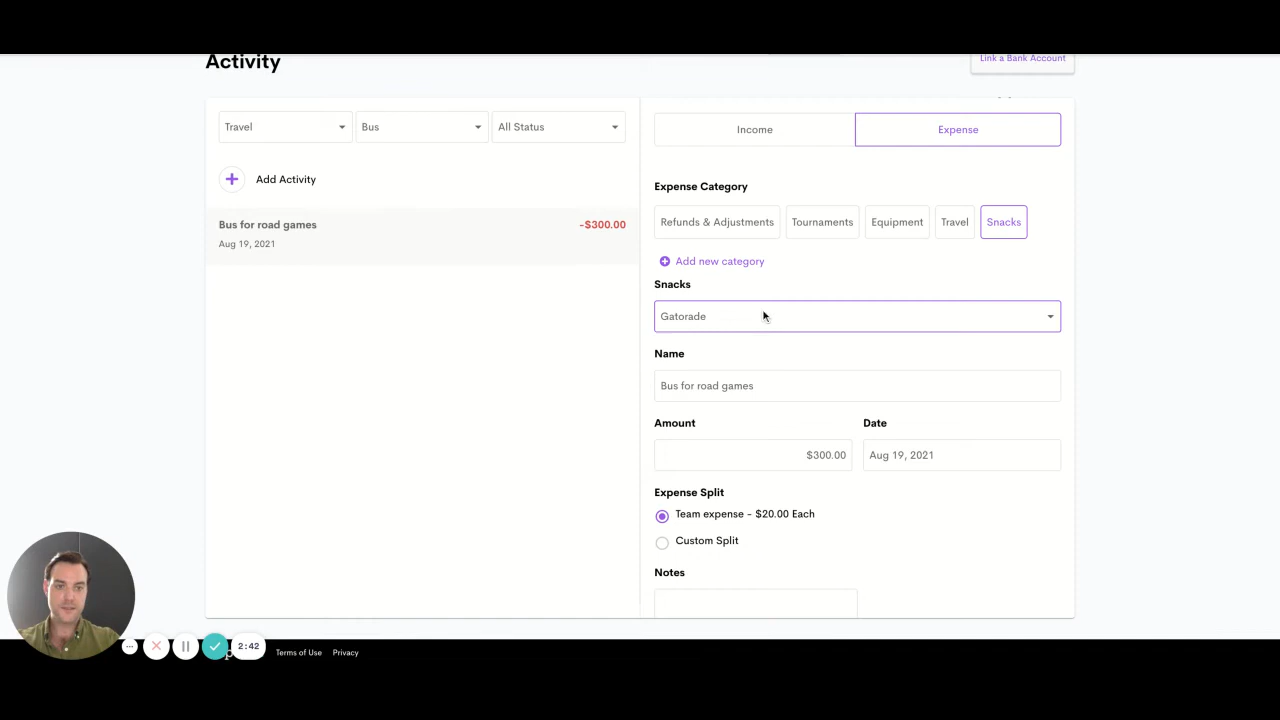 Activity
Link a Bank Account
Travel Bus All Status
Income Expense
Add Activity
Expense Category
Bus for road games -$300.00
Aug 19, 2021
Refunds & Adjustments Tournaments Equipment Travel Snacks
Add new category
Snacks
Gatorade
Name
Bus for road games
Amount Date
$300.00 Aug 19, 2021
Expense Split
Team expense - $20.00 Each
Custom Split
Notes
2:42
Terms of Use Privacy